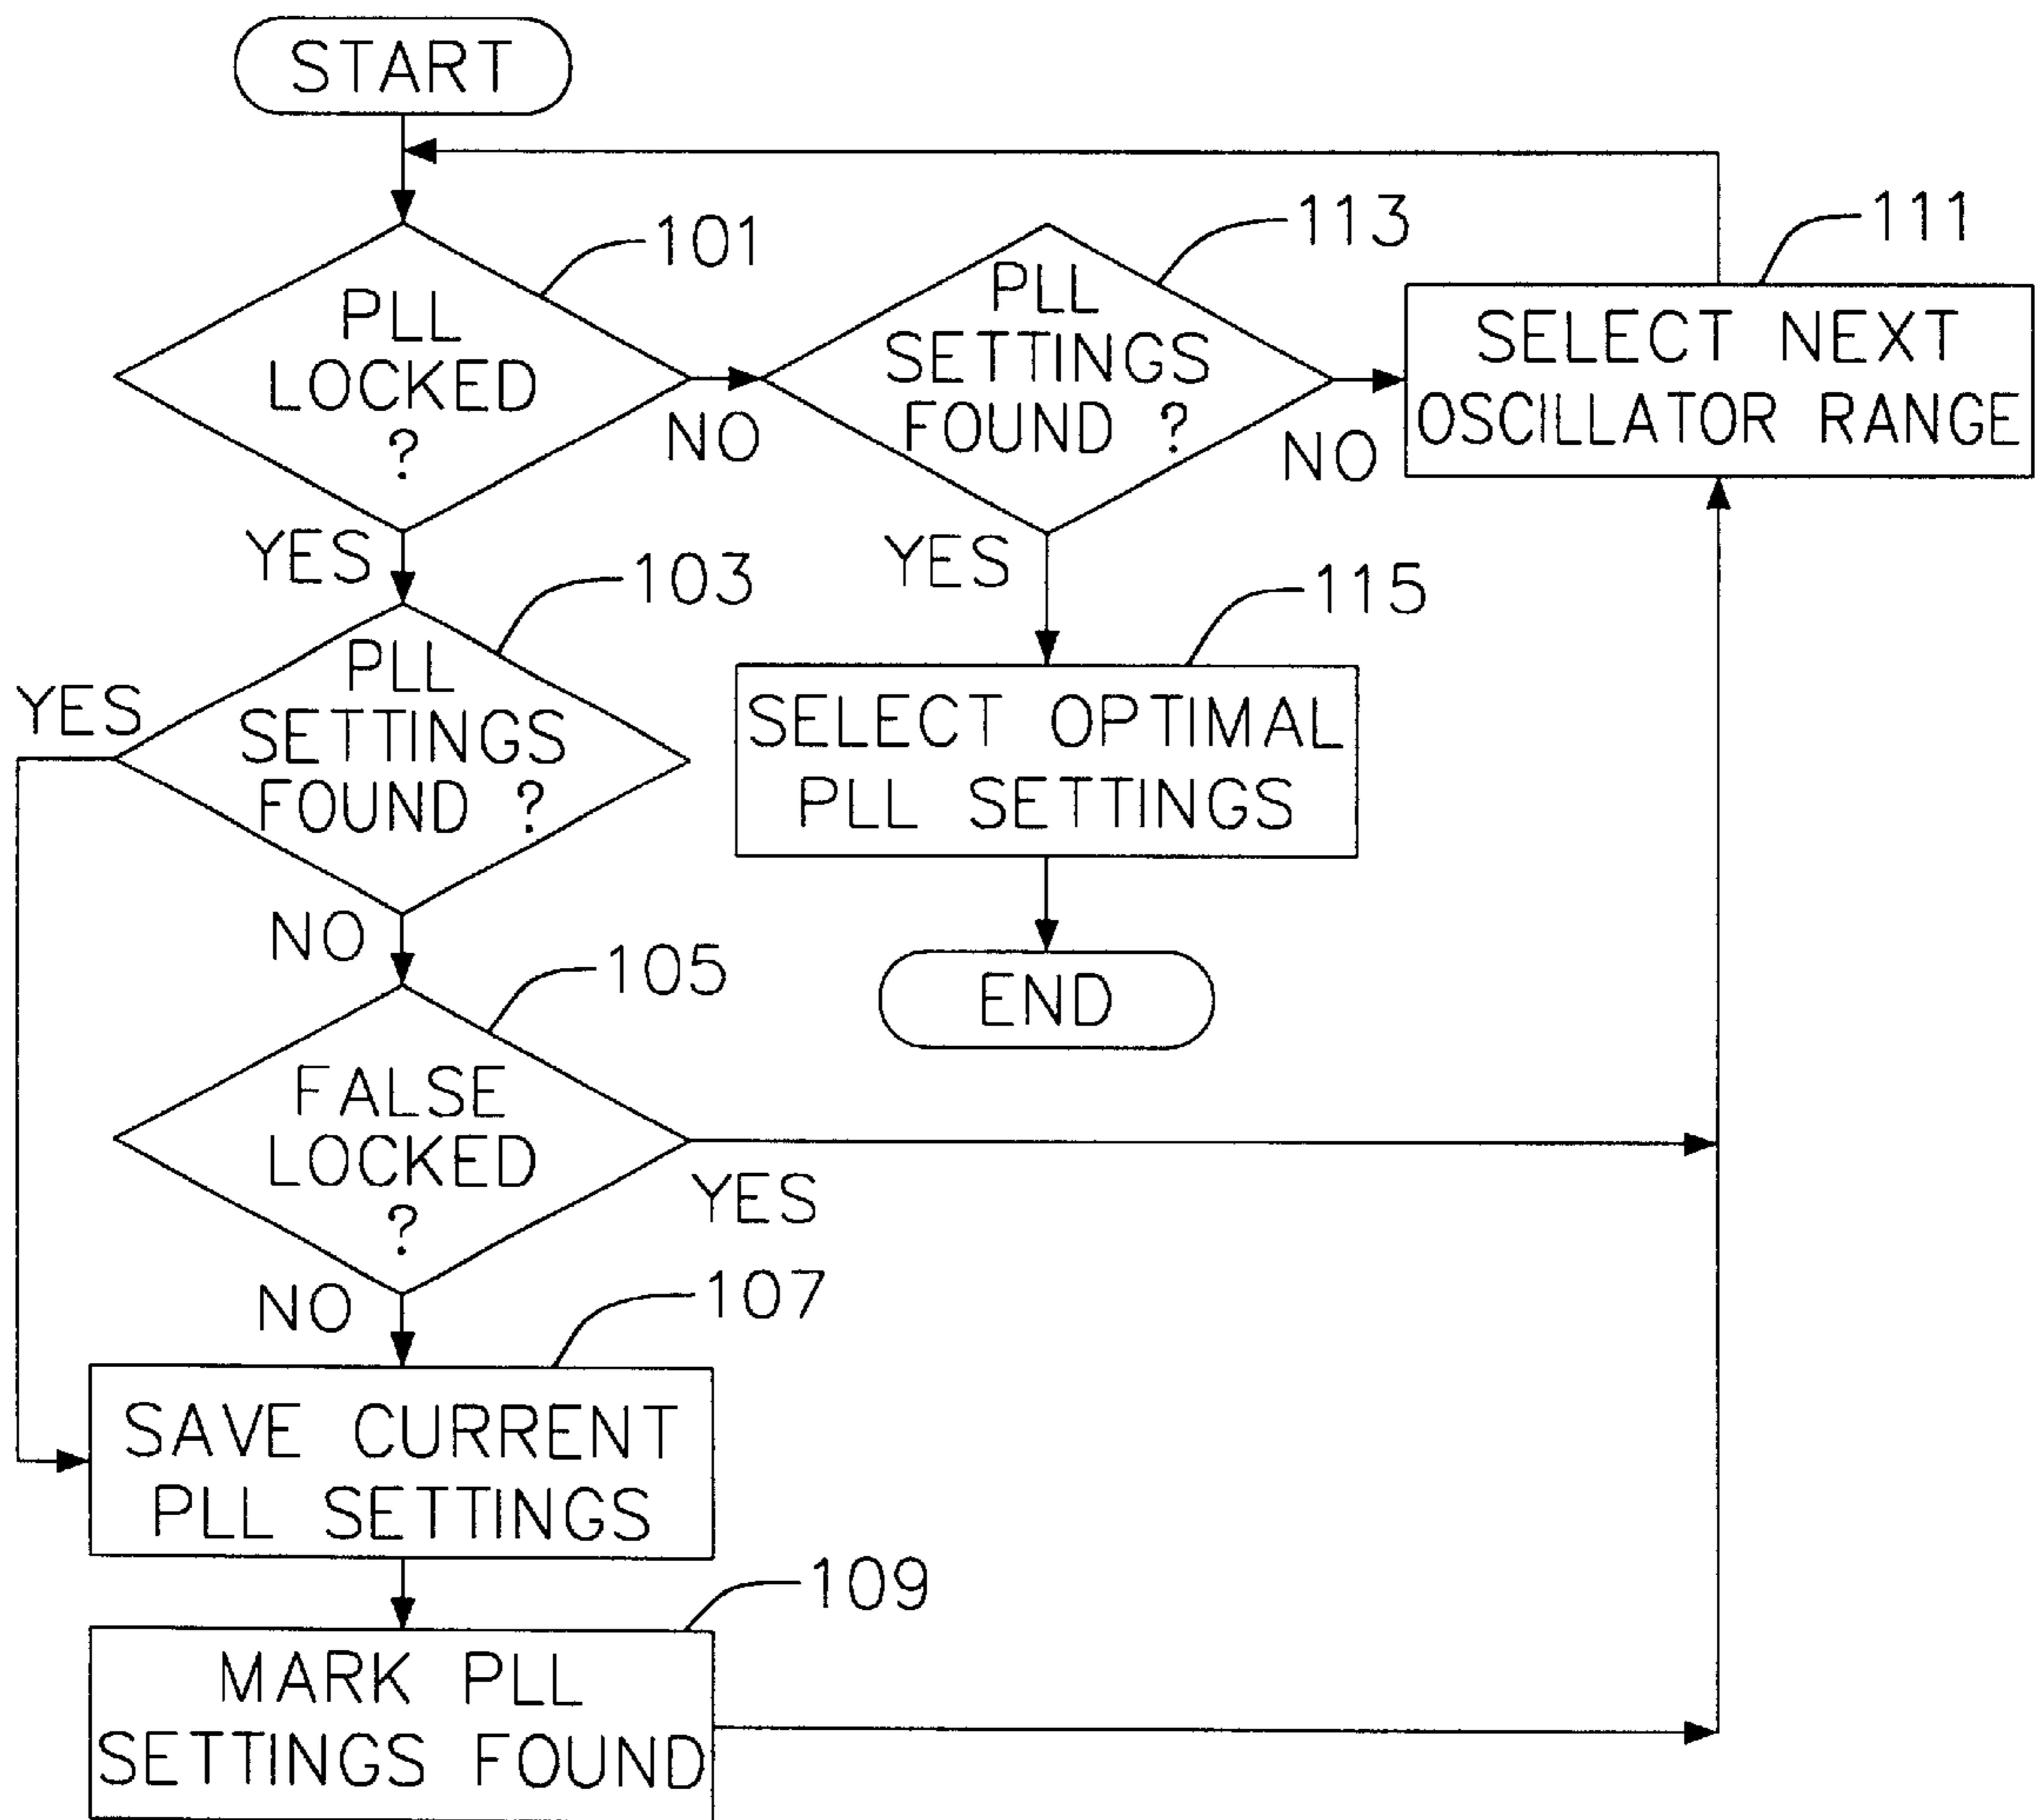 START
101
PLL
LOCKED
?
NO
YES
113
PLL
SETTINGS
FOUND ?
NO
YES
111
SELECT NEXT
OSCILLATOR RANGE
103
PLL
SETTINGS
FOUND ?
YES
NO
115
SELECT OPTIMAL
PLL SETTINGS
END
105
FALSE
LOCKED
?
YES
NO
107
SAVE CURRENT
PLL SETTINGS
109
MARK PLL
SETTINGS FOUND